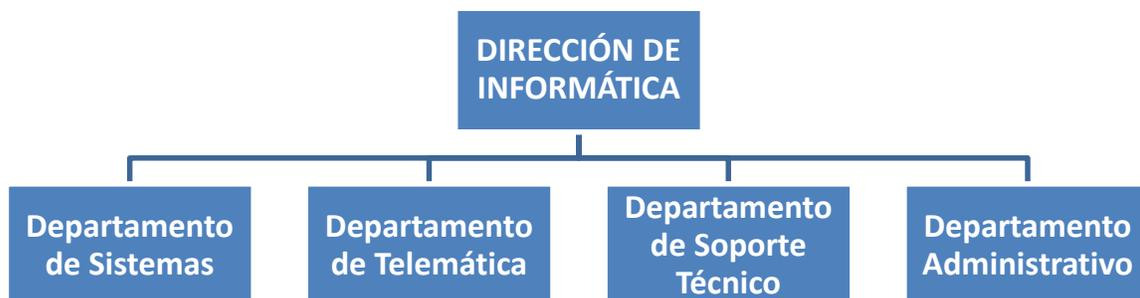 DIRECCIÓN DE
INFORMÁTICA
Departamento
de Sistemas
Departamento
de Telemática
Departamento
de Soporte
Técnico
Departamento
Administrativo